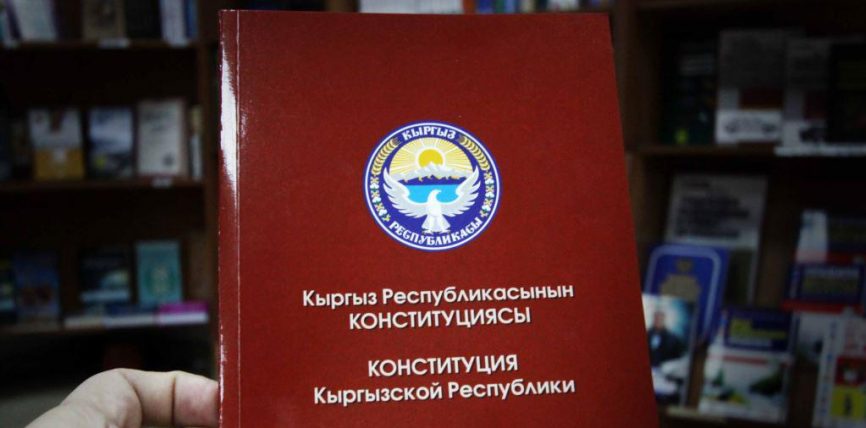 КЫРГЫЗ
РЕСПУБЛИКАСЫ
Кыргыз Республикасынын
КОНСТИТУЦИЯСЫ
КОНСТИТУЦИЯ
Кыргызской Республики